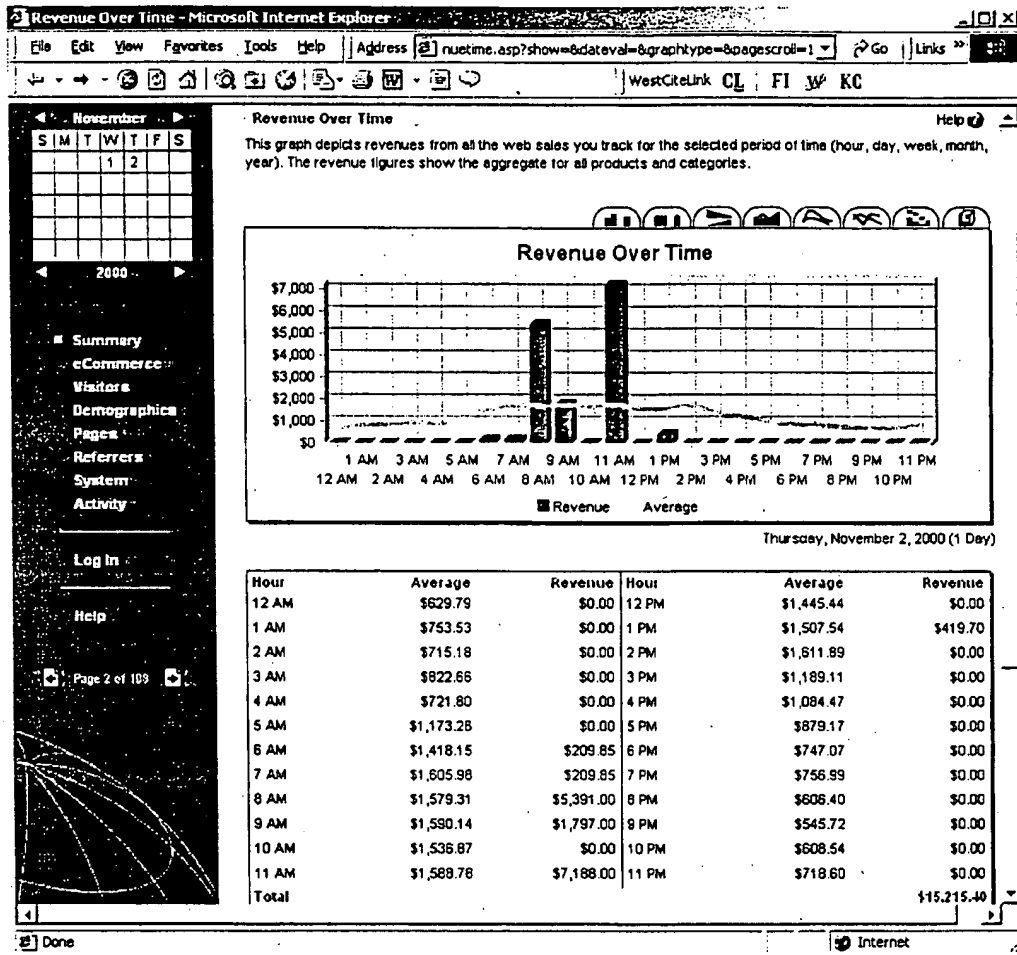 Revenue Over Time - Microsoft Internet Explorer
File Edit View Favorites Tools Help Address nuetime.asp?show=&dateval=&graphtype=&pagescroll=1 Go Links »
WestCiteLink CL FI W KC
November
S M T W T F S
1 2
2000
Summary
eCommerce
Visitors
Demographics
Pages
Referrers
System
Activity
Log In
Help
Page 2 of 109
Revenue Over Time Help
This graph depicts revenues from all the web sales you track for the selected period of time (hour, day, week, month,
year). The revenue figures show the aggregate for all products and categories.
Revenue Over Time
$7,000
$6,000
$5,000
$4,000
$3,000
$2,000
$1,000
$0
1 AM 3 AM 5 AM 7 AM 9 AM 11 AM 1 PM 3 PM 5 PM 7 PM 9 PM 11 PM
12 AM 2 AM 4 AM 6 AM 8 AM 10 AM 12 PM 2 PM 4 PM 6 PM 8 PM 10 PM
Revenue Average
Thursday, November 2, 2000 (1 Day)
Hour Average Revenue Hour Average Revenue
12 AM $629.79 $0.00 12 PM $1,445.44 $0.00
1 AM $753.53 $0.00 1 PM $1,507.54 $419.70
2 AM $715.18 $0.00 2 PM $1,611.89 $0.00
3 AM $822.66 $0.00 3 PM $1,189.11 $0.00
4 AM $721.80 $0.00 4 PM $1,084.47 $0.00
5 AM $1,173.26 $0.00 5 PM $879.17 $0.00
6 AM $1,418.15 $209.85 6 PM $747.07 $0.00
7 AM $1,605.98 $209.85 7 PM $756.99 $0.00
8 AM $1,579.31 $5,391.00 8 PM $606.40 $0.00
9 AM $1,590.14 $1,797.00 9 PM $545.72 $0.00
10 AM $1,536.87 $0.00 10 PM $608.54 $0.00
11 AM $1,588.76 $7,188.00 11 PM $718.60 $0.00
Total $15,215.40
Done Internet